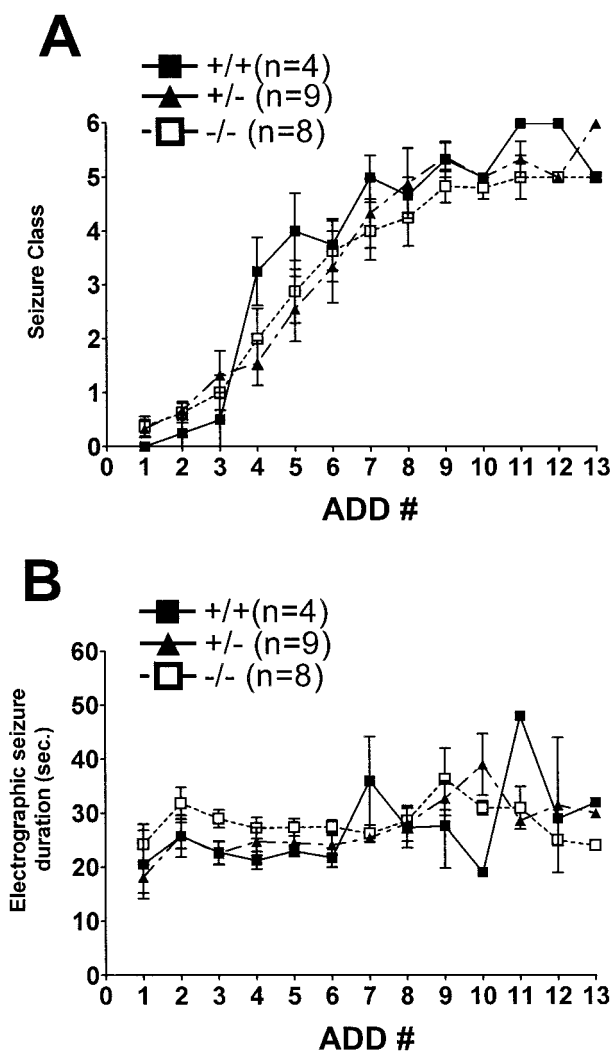 A
+/+(n=4)
+/- (n=9)
-/- (n=8)
Seizure Class
6
5
4
3
2
1
0
0 1 2 3 4 5 6 7 8 9 10 11 12 13
ADD #
B
+/+(n=4)
+/- (n=9)
-/- (n=8)
Electrographic seizure
duration (sec.)
60
50
40
30
20
10
0
0 1 2 3 4 5 6 7 8 9 10 11 12 13
ADD #